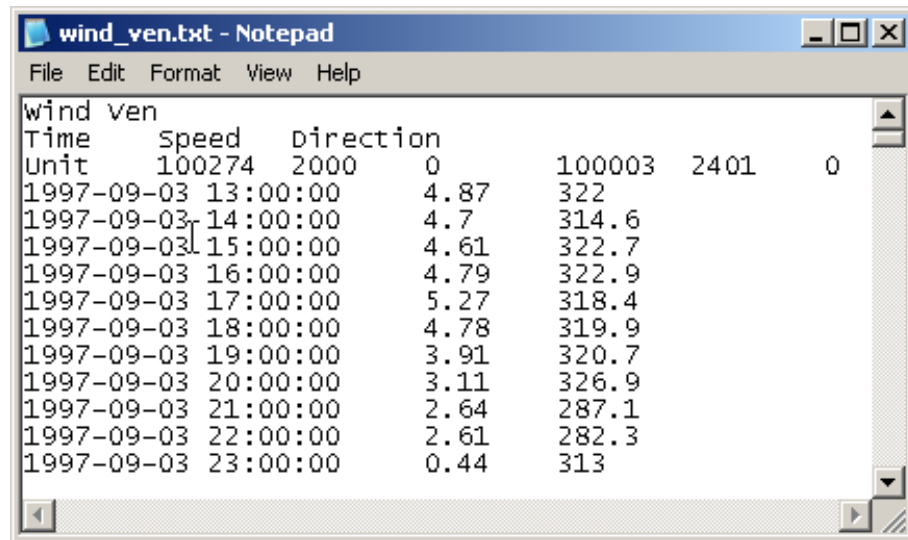 wind_ven.txt - Notepad
File Edit Format View Help
Wind Ven
Time Speed Direction
Unit 100274 2000 0 100003 2401 0
1997-09-03 13:00:00 4.87 322
1997-09-03 14:00:00 4.7 314.6
1997-09-03 15:00:00 4.61 322.7
1997-09-03 16:00:00 4.79 322.9
1997-09-03 17:00:00 5.27 318.4
1997-09-03 18:00:00 4.78 319.9
1997-09-03 19:00:00 3.91 320.7
1997-09-03 20:00:00 3.11 326.9
1997-09-03 21:00:00 2.64 287.1
1997-09-03 22:00:00 2.61 282.3
1997-09-03 23:00:00 0.44 313